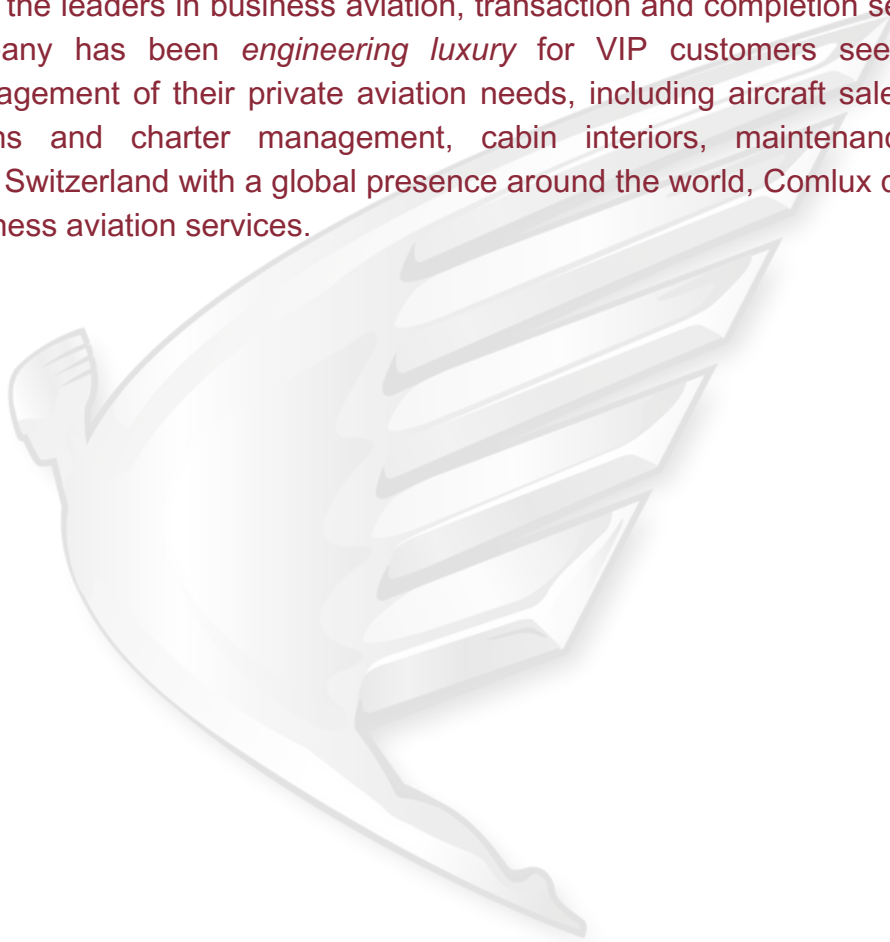 the leaders in business aviation, transaction and completion se
any has been engineering luxury for VIP customers see
agement of their private aviation needs, including aircraft sale
ns and charter management, cabin interiors, maintenanc
Switzerland with a global presence around the world, Comlux
ness aviation services.